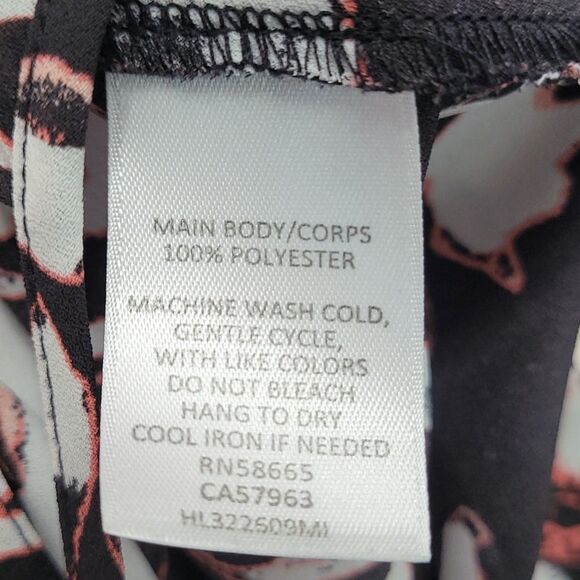 MAIN BODY/CORPS
100% POLYESTER
MACHINE WASH COLD,
GENTLE CYCLE,
WITH LIKE COLORS
DO NOT BLEACH
HANG TO DRY
COOL IRON IF NEEDED
RN58665
CA57963
HL322609MI